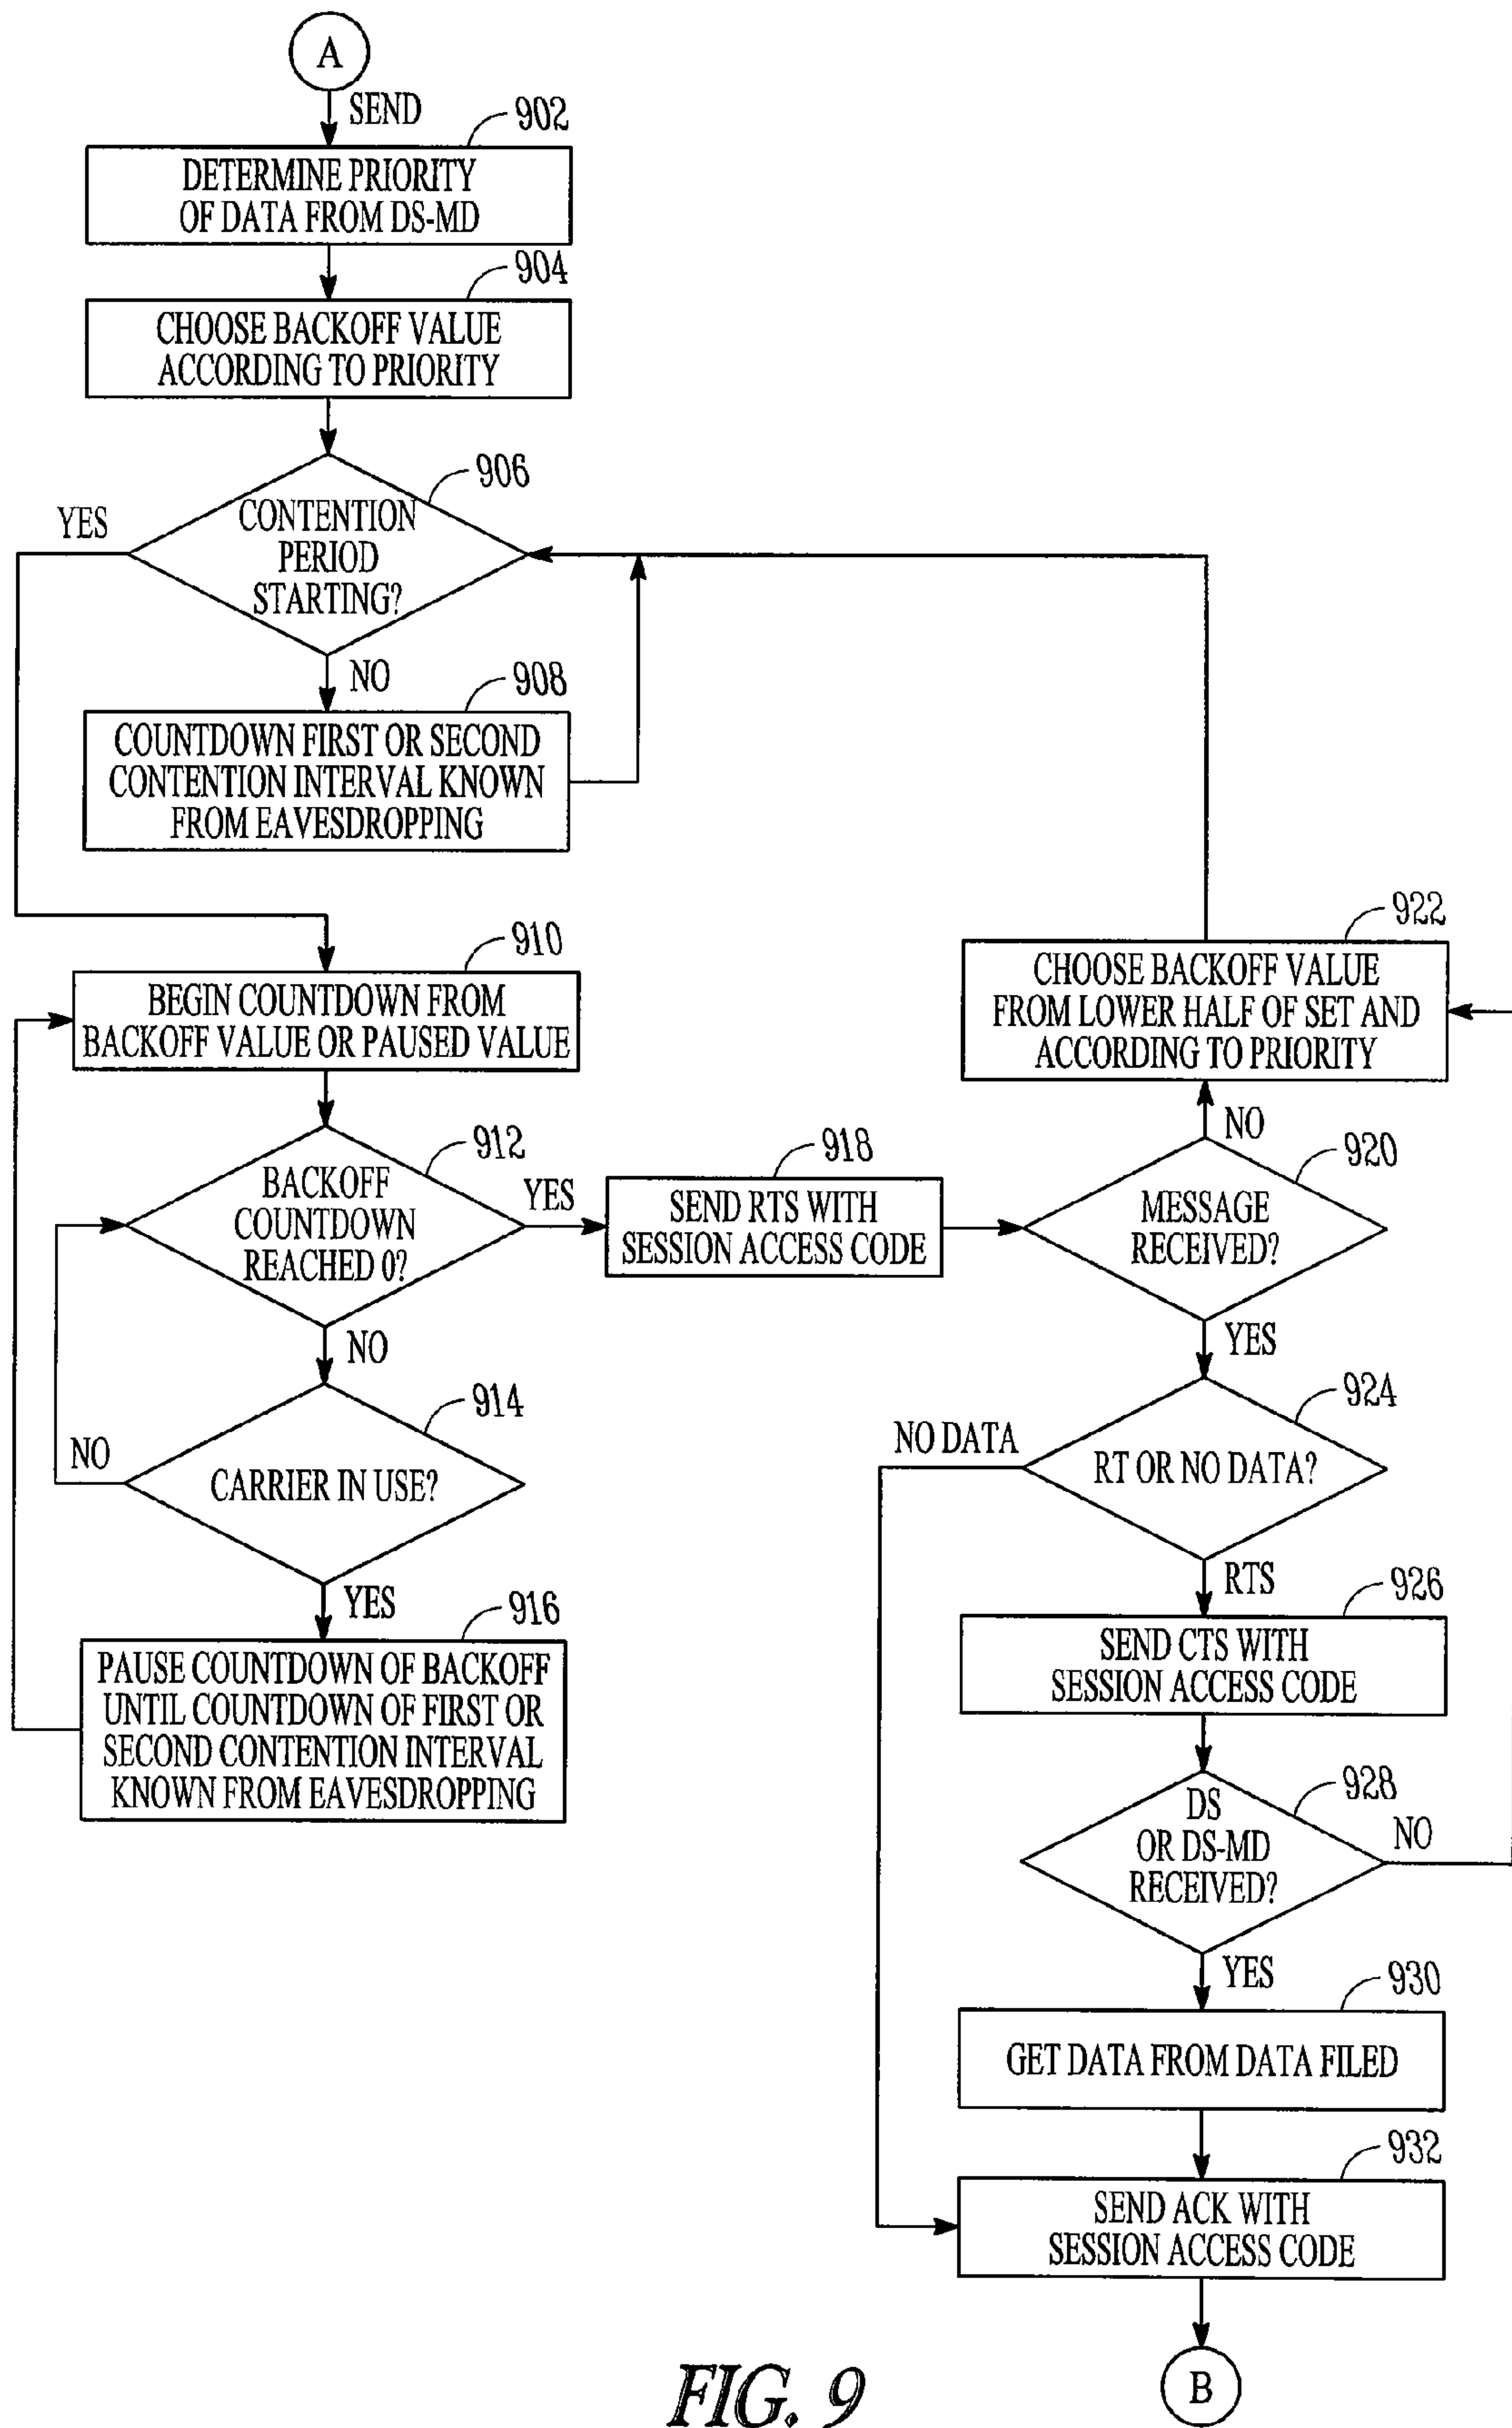 A
SEND
902
DETERMINE PRIORITY
OF DATA FROM DS-MD
904
CHOOSE BACKOFF VALUE
ACCORDING TO PRIORITY
906
YES
CONTENTION
PERIOD
STARTING?
NO
908
COUNTDOWN FIRST OR SECOND
CONTENTION INTERVAL KNOWN
FROM EAVESDROPPING
910
BEGIN COUNTDOWN FROM
BACKOFF VALUE OR PAUSED VALUE
912
BACKOFF
COUNTDOWN
REACHED 0?
YES
NO
914
CARRIER IN USE?
NO
YES
916
PAUSE COUNTDOWN OF BACKOFF
UNTIL COUNTDOWN OF FIRST OR
SECOND CONTENTION INTERVAL
KNOWN FROM EAVESDROPPING
918
SEND RTS WITH
SESSION ACCESS CODE
922
CHOOSE BACKOFF VALUE
FROM LOWER HALF OF SET AND
ACCORDING TO PRIORITY
NO
920
MESSAGE
RECEIVED?
YES
924
NO DATA
RT OR NO DATA?
RTS
926
SEND CTS WITH
SESSION ACCESS CODE
928
DS
OR DS-MD
RECEIVED?
NO
YES
930
GET DATA FROM DATA FILED
932
SEND ACK WITH
SESSION ACCESS CODE
B
FIG. 9